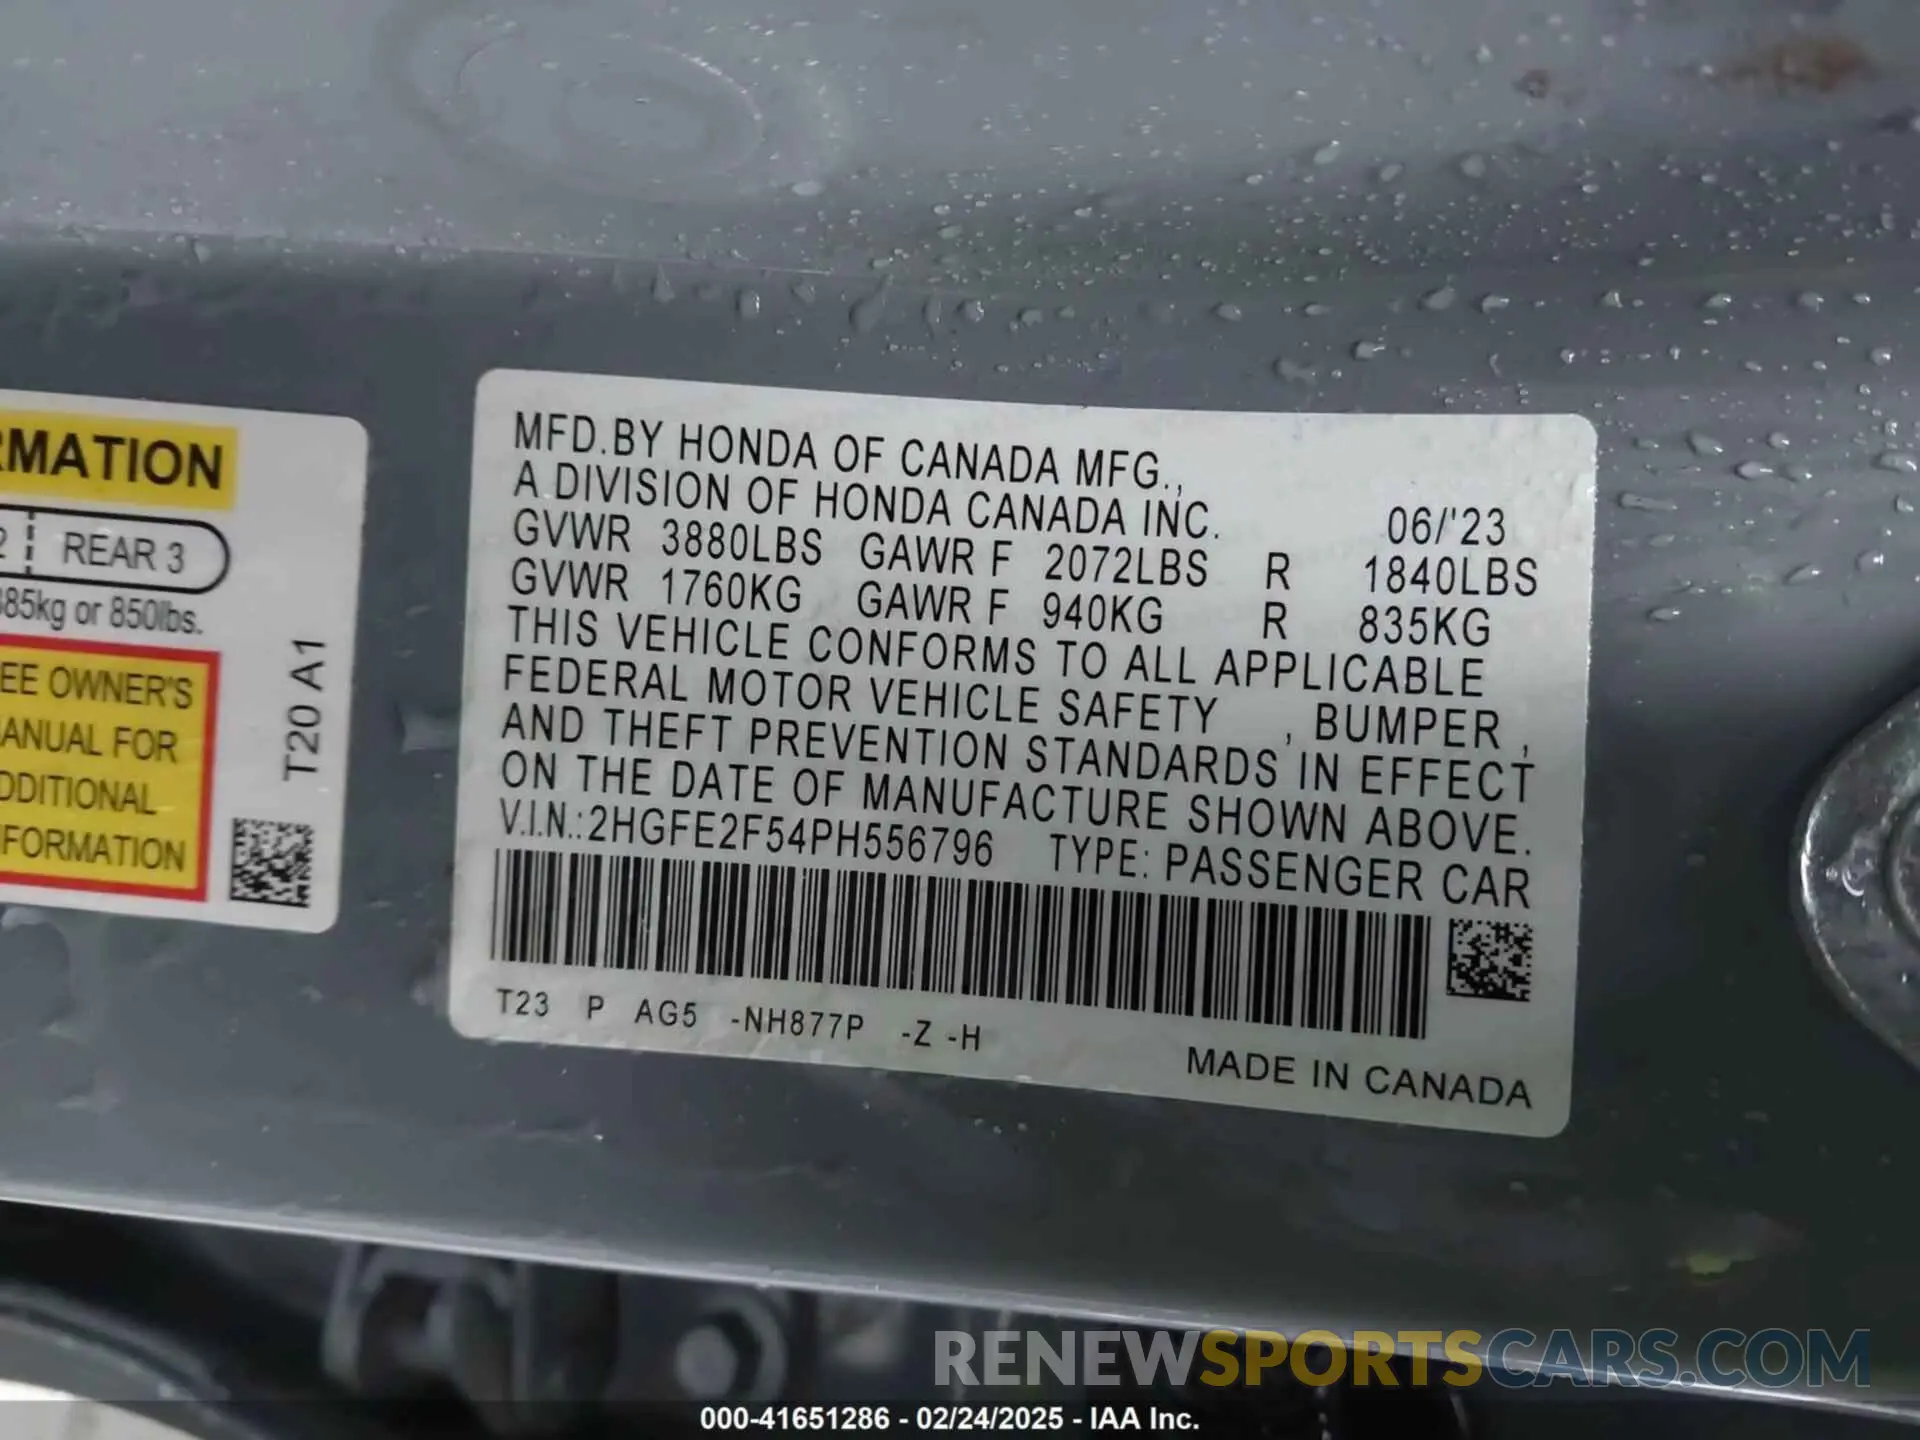 RMATION
2 REAR 3
385kg or 850lbs.
EE OWNER'S
ANUAL FOR
DDITIONAL
FORMATION
T20 A1
MFD.BY HONDA OF CANADA MFG.,
A DIVISION OF HONDA CANADA INC. 06/'23
GVWR 3880LBS GAWR F 2072LBS R 1840LBS
GVWR 1760KG GAWR F 940KG R 835KG
THIS VEHICLE CONFORMS TO ALL APPLICABLE
FEDERAL MOTOR VEHICLE SAFETY , BUMPER ,
AND THEFT PREVENTION STANDARDS IN EFFECT
ON THE DATE OF MANUFACTURE SHOWN ABOVE.
V.I.N.:2HGFE2F54PH556796 TYPE: PASSENGER CAR
T23 P AG5 -NH877P -Z -H
MADE IN CANADA
RENEWSPORTSCARS.COM
000-41651286 - 02/24/2025 - IAA Inc.